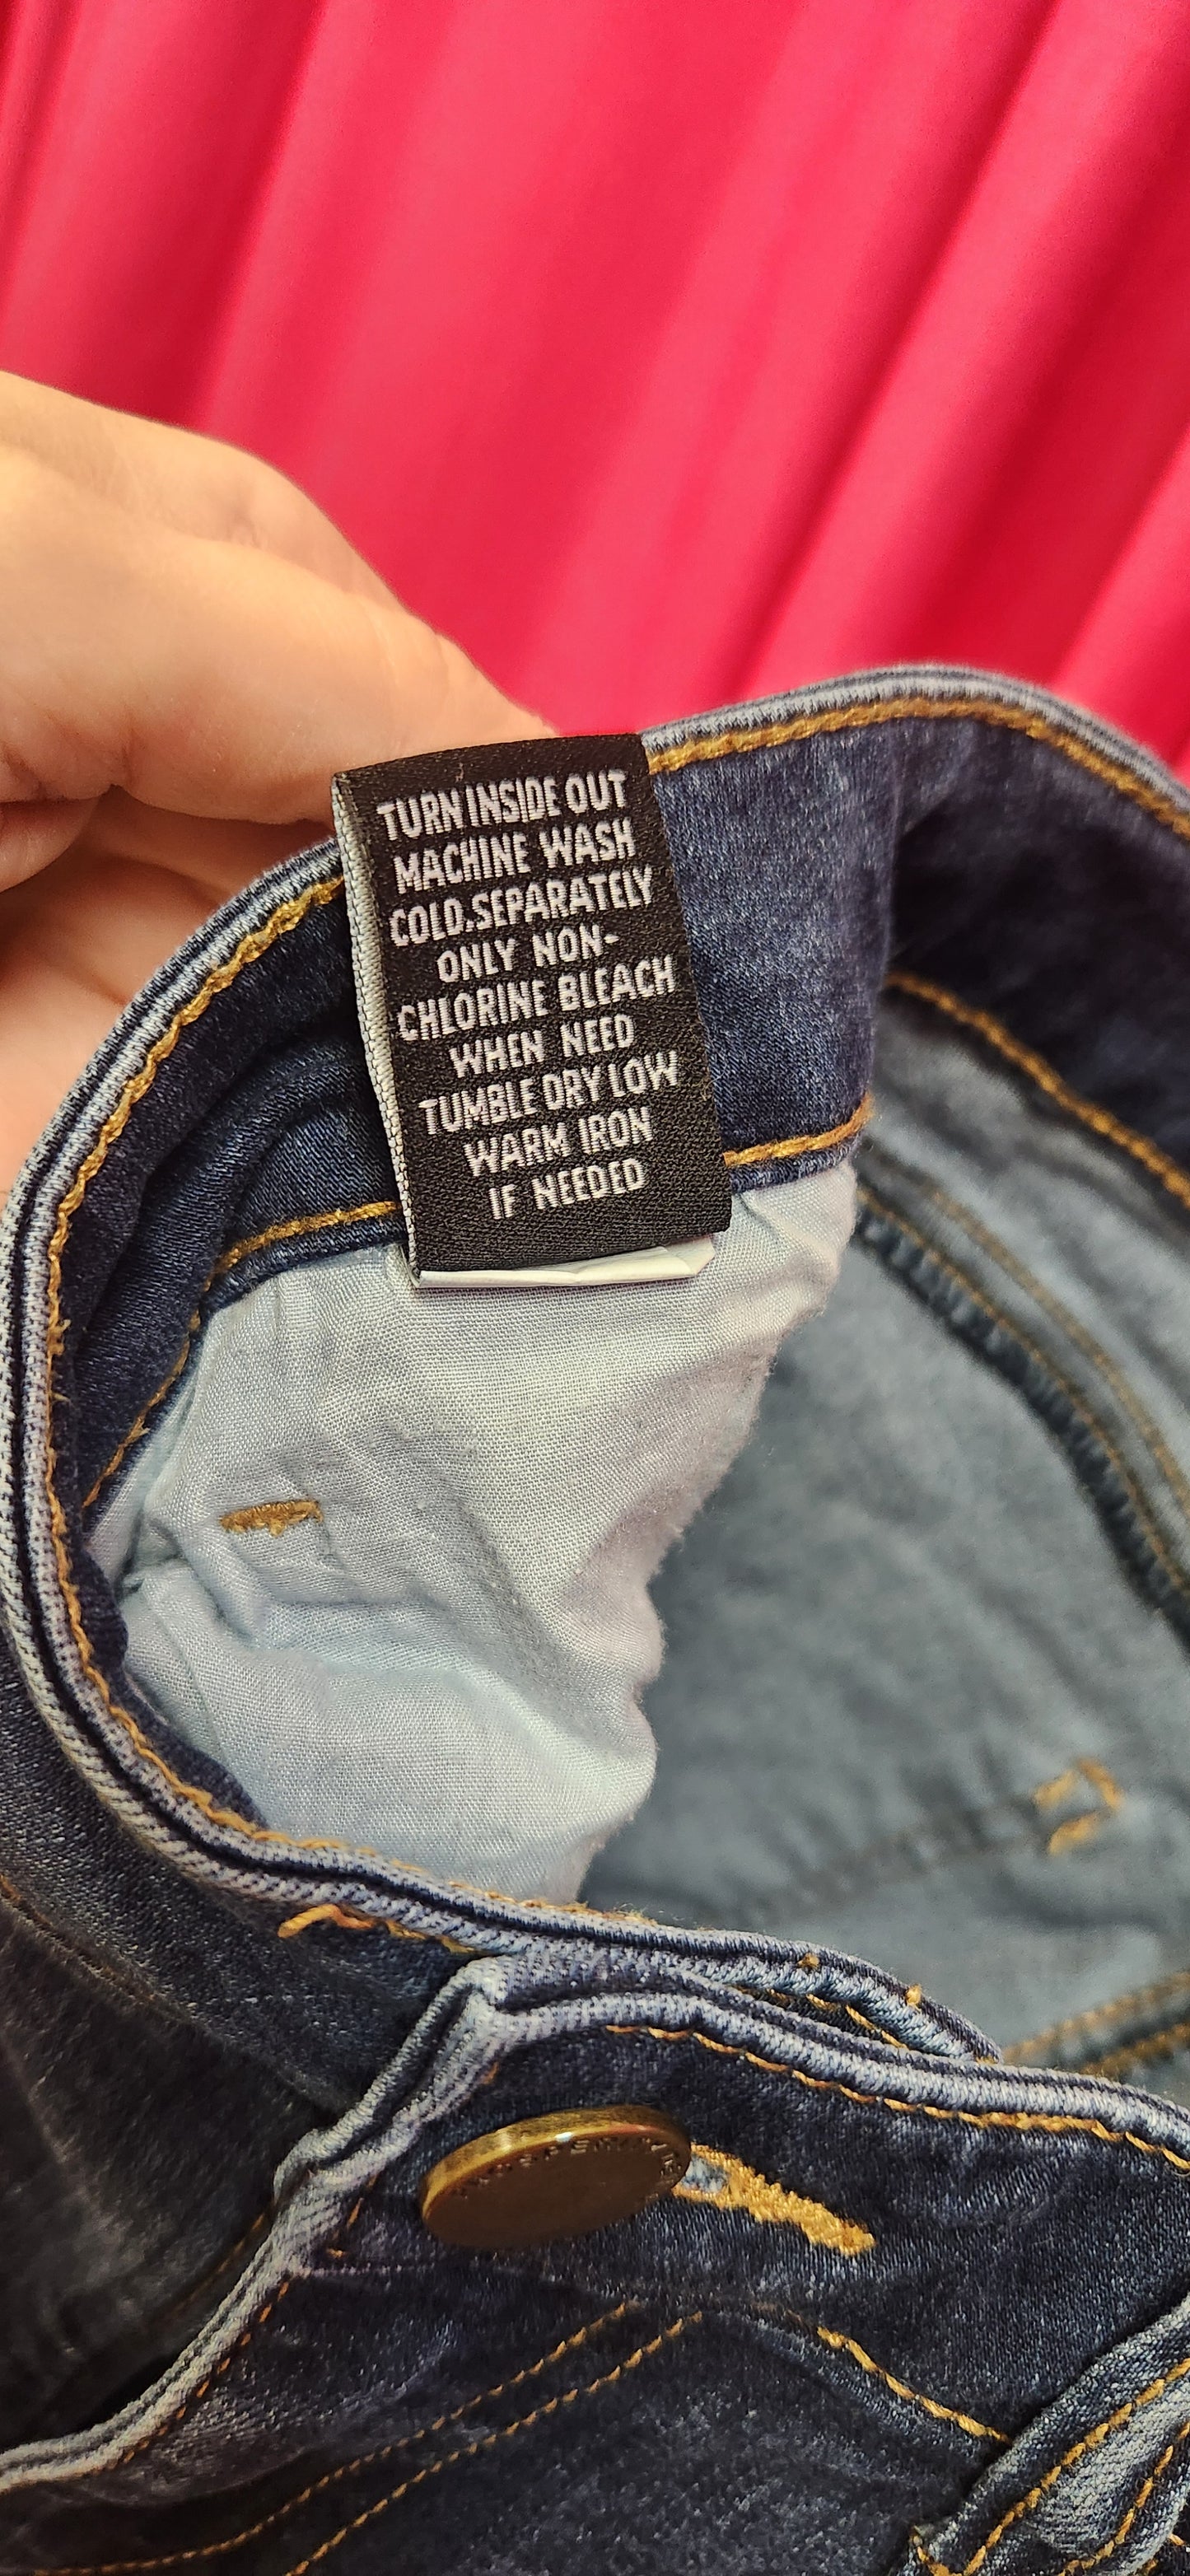 TURN INSIDE OUT
MACHINE WASH
COLD.SEPARATELY
ONLY NON-
CHLORINE BLEACH
WHEN NEED
TUMBLE DRY LOW
WARM IRON
IF NEEDED